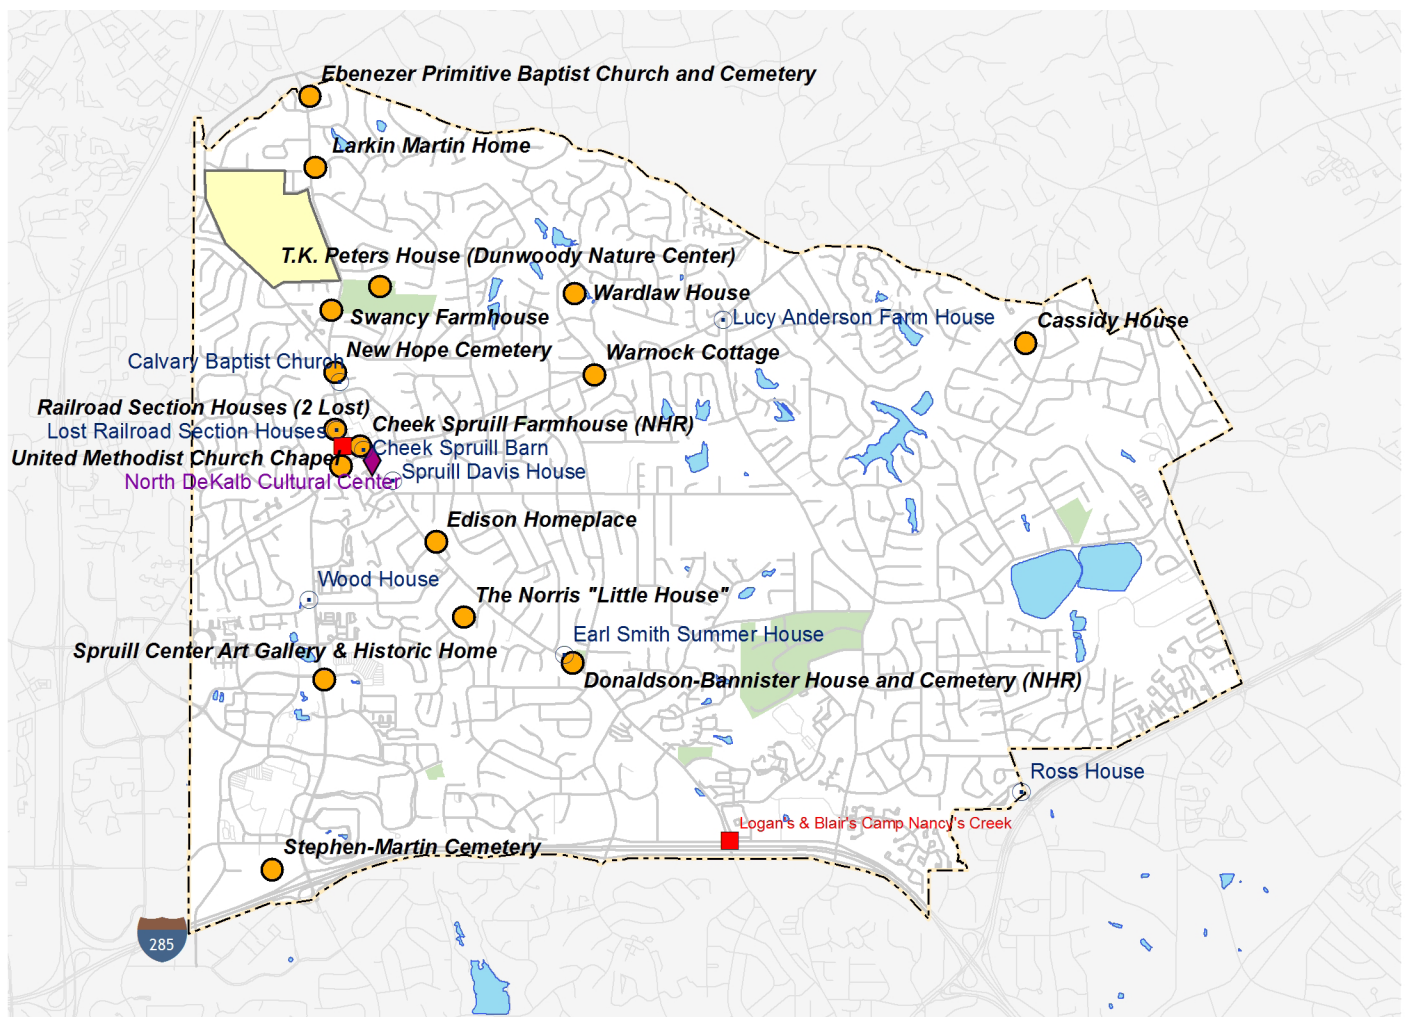 Ebenezer Primitive Baptist Church and Cemetery
Larkin Martin Home
T.K. Peters House (Dunwoody Nature Center)
Wardlaw House
Swancy Farmhouse
Lucy Anderson Farm House
Cassidy House
New Hope Cemetery
Calvary Baptist Church
Warnock Cottage
Railroad Section Houses (2 Lost)
Cheek Spruill Farmhouse (NHR)
Lost Railroad Section Houses
Cheek Spruill Barn
United Methodist Church Chapel
Spruill Davis House
North DeKalb Cultural Center
Edison Homeplace
Wood House
The Norris "Little House"
Earl Smith Summer House
Spruill Center Art Gallery & Historic Home
Donaldson-Bannister House and Cemetery (NHR)
Ross House
Logan's & Blair's Camp Nancy's Creek
Stephen-Martin Cemetery
285